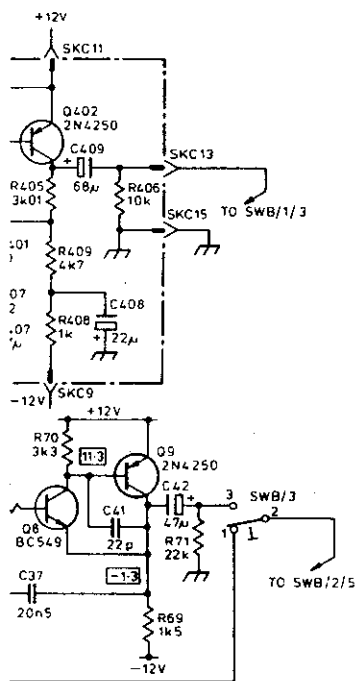 +12V
SKC11
Q402
2N4250
C409
+
68μ
SKC13
R405
3k01
R406
10k
TO SWB/1/3
SKC15
R409
4k7
C408
R408
1k
+
22μ
SKC9
-12V
+12V
R70
3k3
11·3
Q9
2N4250
C42
+
47μ
3
SWB/3
2
1
Q8
BC549
C41
22p
R71
22k
-1·3
TO SWB/2/5
C37
20n5
R69
1k5
-12V